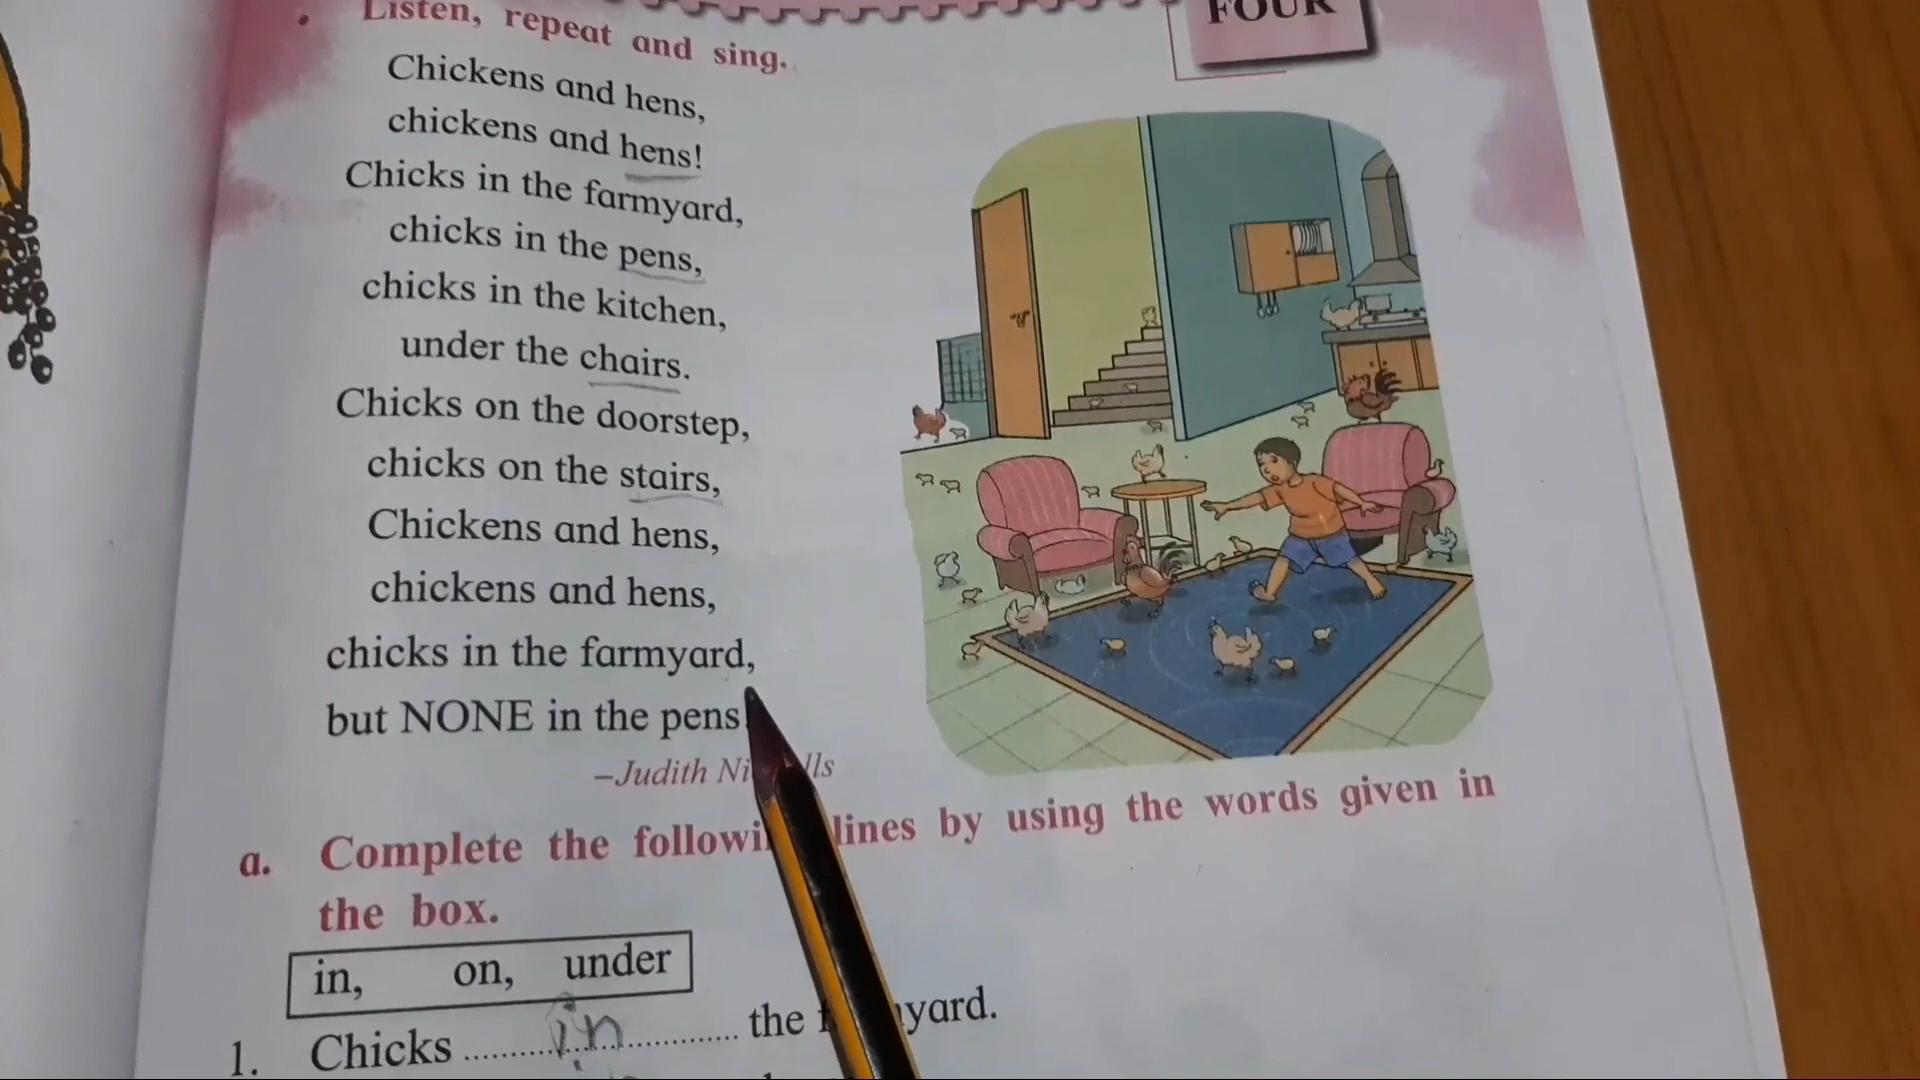 Listen, repeat and sing.
FOUR
Chickens and hens,
chickens and hens!
Chicks in the farmyard,
chicks in the pens,
chicks in the kitchen,
under the chairs.
Chicks on the doorstep,
chicks on the stairs,
Chickens and hens,
chickens and hens,
chicks in the farmyard,
but NONE in the pens
–Judith
a. Complete the lines by using the words given in
the box.
in, on, under
1. Chicks in the yard.